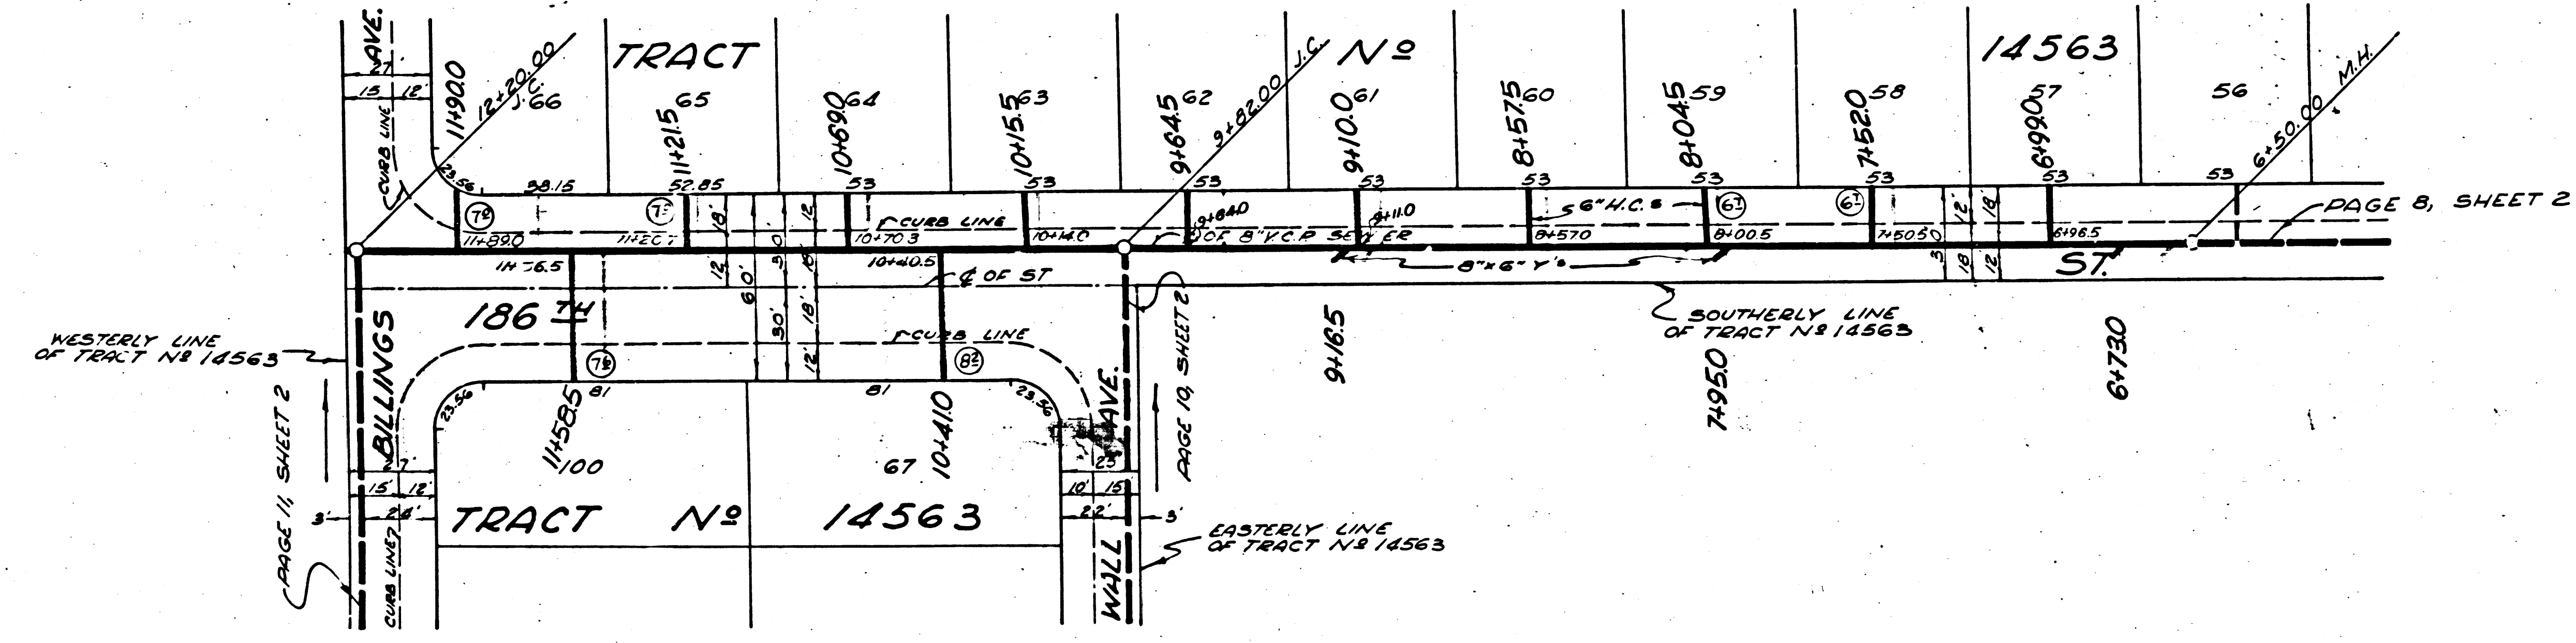 AVE.
27'
15' 12'
CURB LINE
11+90.0
12+20.00
J.C.
TRACT Nº 14563
66
65
64
63
62
61
60
59
58
57
56
11+21.5
10+69.0
10+15.5
9+64.5
9+82.00 J.C.
9+10.0
8+57.5
8+04.5
7+52.0
6+99.0
6+50.00 M.H.
23.56
38.15
52.85
53
53
53
53
53
53
53
53
53
11+89.0
10+70.3
CURB LINE
10+14.0
9+64.0
9+11.0
OF 8" V.C.P. SEWER
8+57.0
6" H.C.s
8+00.5
7+50.5
6+96.5
PAGE 8, SHEET 2
18'
12'
12'
18'
12'
60'
30'
18'
30'
12'
12'
18'
18'
12'
10+40.5
8"x6" Y's
ST.
℄ OF ST
186 TH
CURB LINE
WESTERLY LINE
OF TRACT Nº 14563
SOUTHERLY LINE
OF TRACT Nº 14563
BILLINGS
PAGE 11, SHEET 2
PAGE 10, SHEET 2
9+16.5
7+95.0
6+73.0
23.56
81
81
23.56
11+58.5
10+41.0
100
67
AVE.
27'
15' 12'
3'
24'
25'
10' 15'
22'
3'
TRACT Nº 14563
CURB LINE
WALL
EASTERLY LINE
OF TRACT Nº 14563